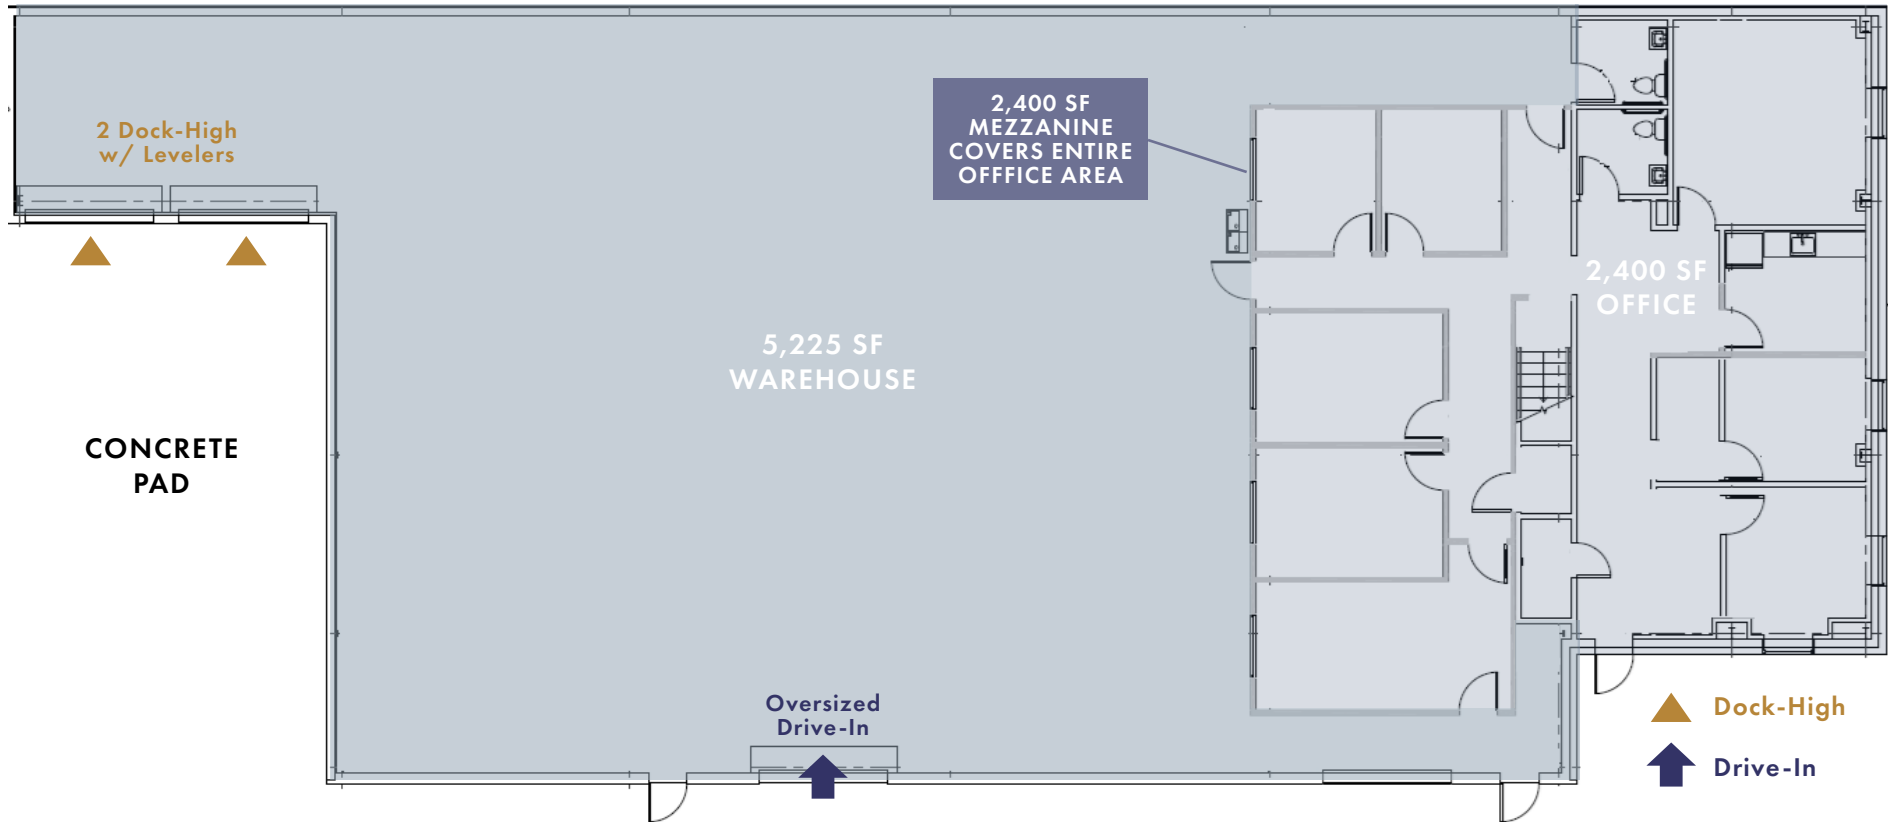 2 Dock-High
w/ Levelers
2,400 SF
MEZZANINE
COVERS ENTIRE
OFFFICE AREA
2,400 SF
OFFICE
5,225 SF
WAREHOUSE
CONCRETE
PAD
Oversized
Drive-In
Dock-High
Drive-In